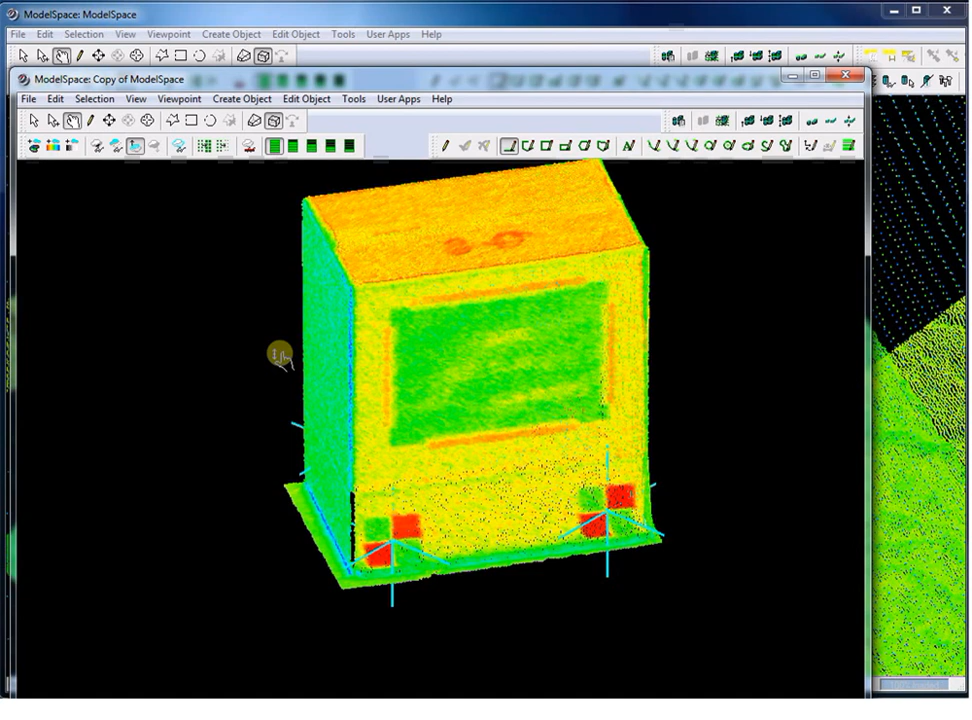 ModelSpace: ModelSpace
File Edit Selection View Viewpoint Create Object Edit Object Tools User Apps Help
ModelSpace: Copy of ModelSpace
File Edit Selection View Viewpoint Create Object Edit Object Tools User Apps Help